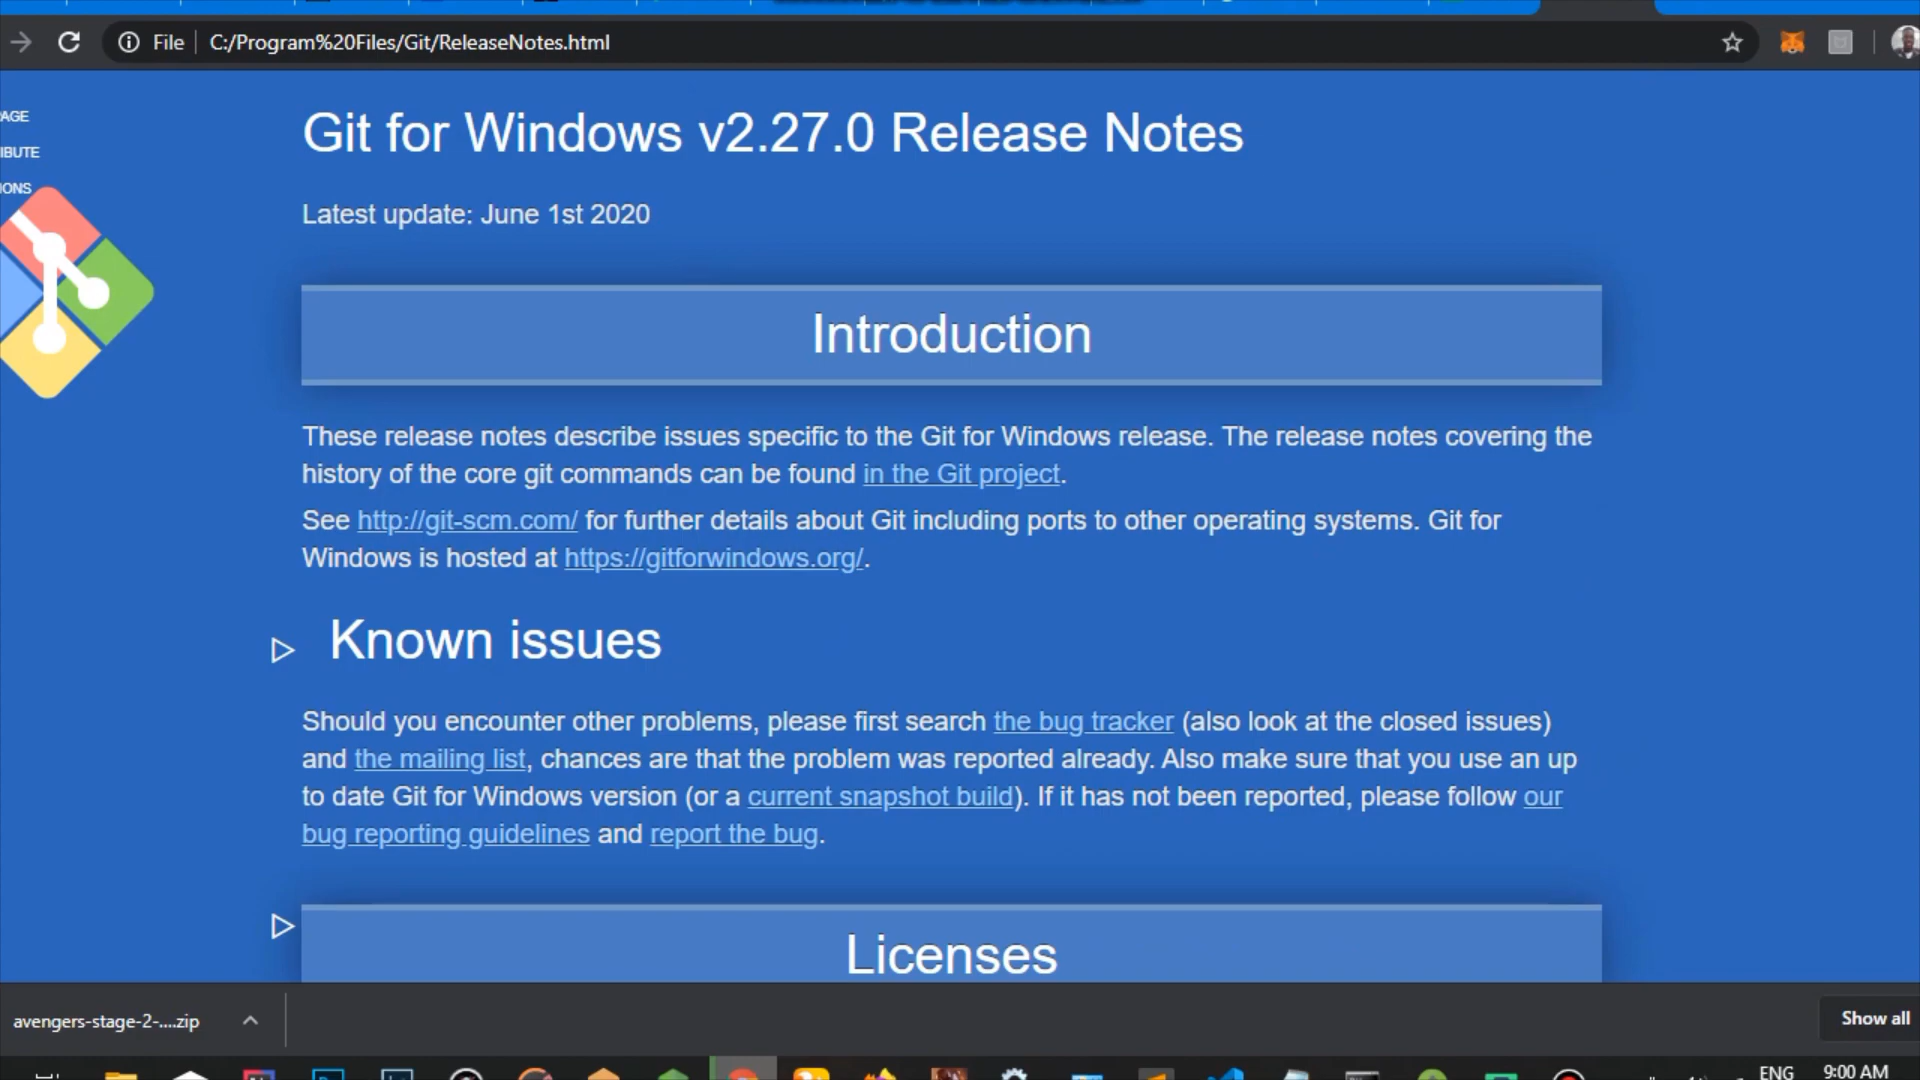 File
C:/Program%20Files/Git/ReleaseNotes.html
AGE
IBUTE
IONS
Git for Windows v2.27.0 Release Notes
Latest update: June 1st 2020
Introduction
These release notes describe issues specific to the Git for Windows release. The release notes covering the
history of the core git commands can be found in the Git project.
See http://git-scm.com/ for further details about Git including ports to other operating systems. Git for
Windows is hosted at https://gitforwindows.org/.
Known issues
Should you encounter other problems, please first search the bug tracker (also look at the closed issues)
and the mailing list, chances are that the problem was reported already. Also make sure that you use an up
to date Git for Windows version (or a current snapshot build). If it has not been reported, please follow our
bug reporting guidelines and report the bug.
Licenses
avengers-stage-2-....zip
Show all
ENG
9:00 AM